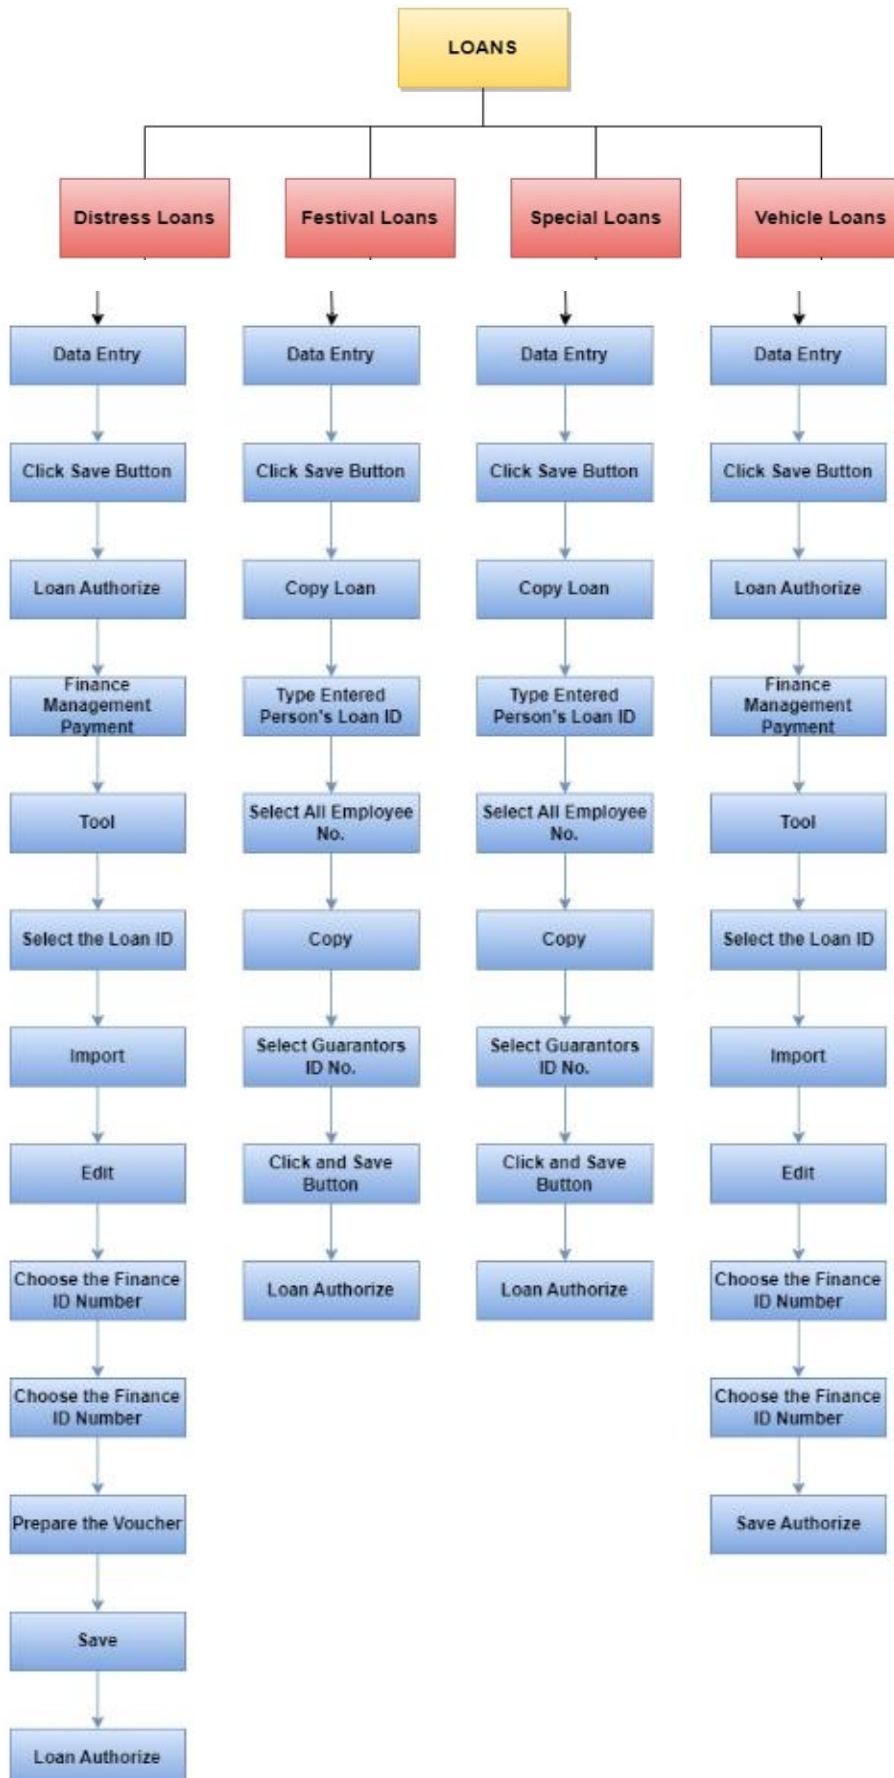 LOANS
Distress Loans
Festival Loans
Special Loans
Vehicle Loans
Data Entry
Click Save Button
Loan Authorize
Finance
Management
Payment
Tool
Select the Loan ID
Import
Edit
Choose the Finance
ID Number
Choose the Finance
ID Number
Prepare the Voucher
Save
Loan Authorize
Data Entry
Click Save Button
Copy Loan
Type Entered
Person's Loan ID
Select All Employee
No.
Copy
Select Guarantors
ID No.
Click and Save
Button
Loan Authorize
Data Entry
Click Save Button
Copy Loan
Type Entered
Person's Loan ID
Select All Employee
No.
Copy
Select Guarantors
ID No.
Click and Save
Button
Loan Authorize
Data Entry
Click Save Button
Loan Authorize
Finance
Management
Payment
Tool
Select the Loan ID
Import
Edit
Choose the Finance
ID Number
Choose the Finance
ID Number
Save Authorize